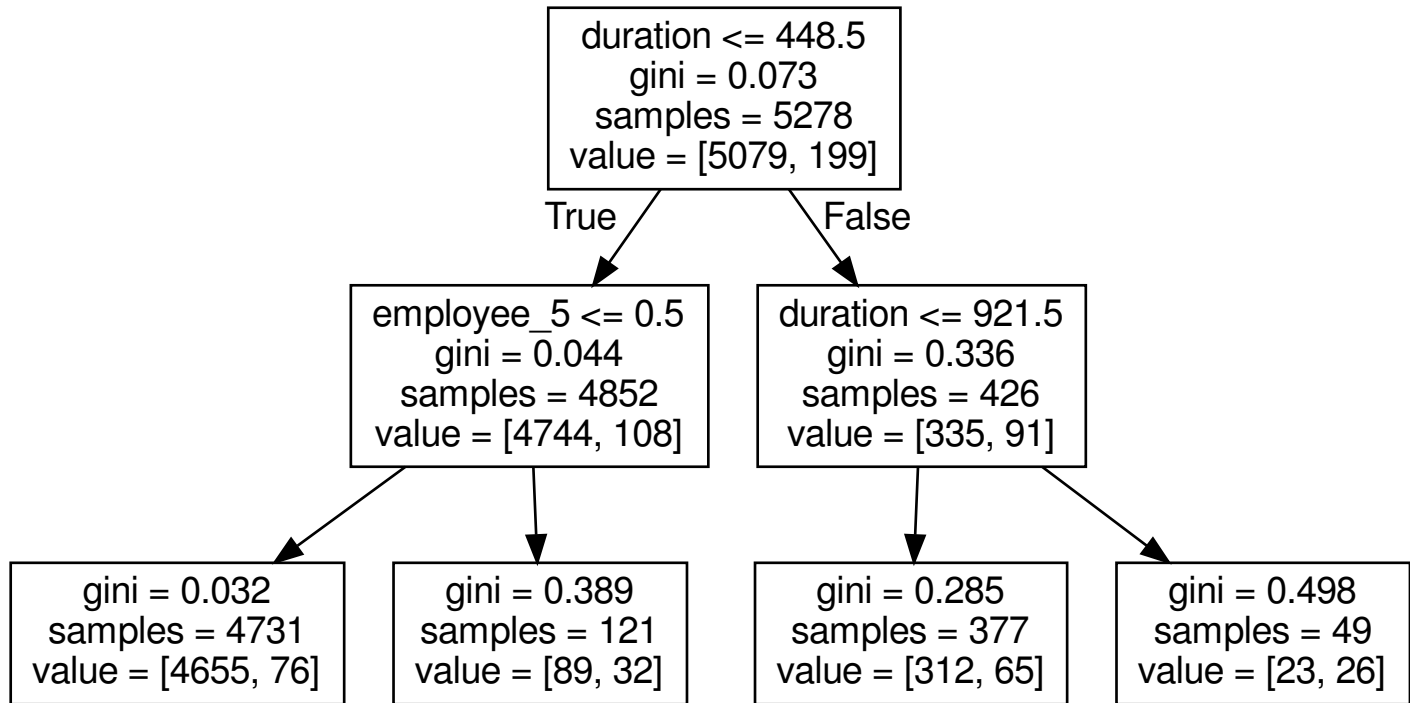 duration <= 448.5
gini = 0.073
samples = 5278
value = [5079, 199]
True
False
employee_5 <= 0.5
gini = 0.044
samples = 4852
value = [4744, 108]
duration <= 921.5
gini = 0.336
samples = 426
value = [335, 91]
gini = 0.032
samples = 4731
value = [4655, 76]
gini = 0.389
samples = 121
value = [89, 32]
gini = 0.285
samples = 377
value = [312, 65]
gini = 0.498
samples = 49
value = [23, 26]